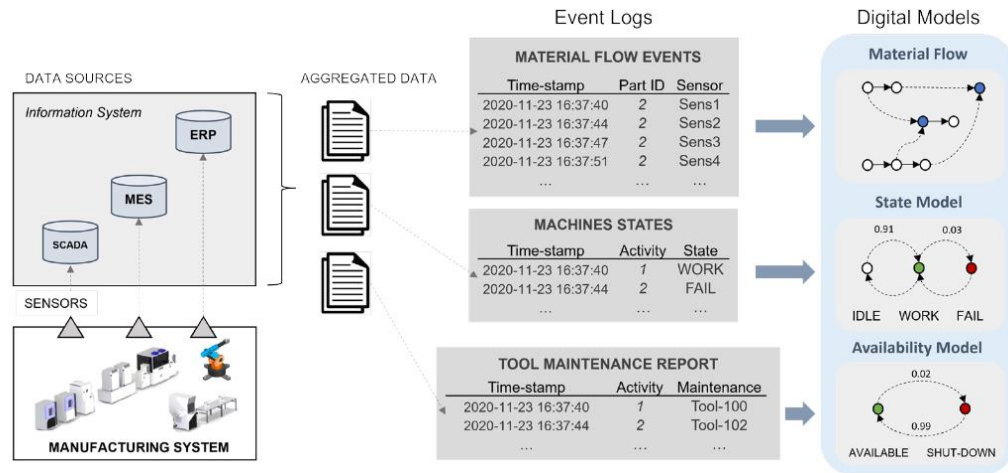 Event Logs
Digital Models
DATA SOURCES
Information System
ERP
MES
SCADA
SENSORS
MANUFACTURING SYSTEM
AGGREGATED DATA
MATERIAL FLOW EVENTS
Time-stamp Part ID Sensor
2020-11-23 16:37:40 2 Sens1
2020-11-23 16:37:44 2 Sens2
2020-11-23 16:37:47 2 Sens3
2020-11-23 16:37:51 2 Sens4
... ... ...
MACHINES STATES
Time-stamp Activity State
2020-11-23 16:37:40 1 WORK
2020-11-23 16:37:44 2 FAIL
... ... ...
TOOL MAINTENANCE REPORT
Time-stamp Activity Maintenance
2020-11-23 16:37:40 1 Tool-100
2020-11-23 16:37:44 2 Tool-102
... ... ...
Material Flow
State Model
0.91 0.03
IDLE WORK FAIL
Availability Model
0.02
0.99
AVAILABLE SHUT-DOWN